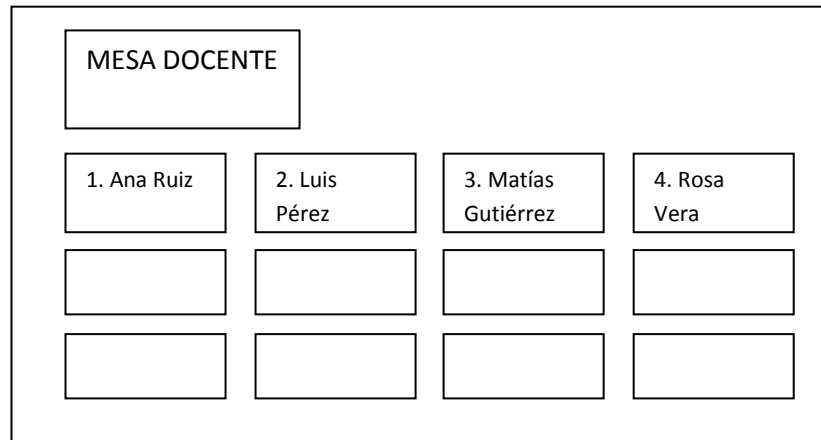 MESA DOCENTE
1. Ana Ruiz
2. Luis
Pérez
3. Matías
Gutiérrez
4. Rosa
Vera